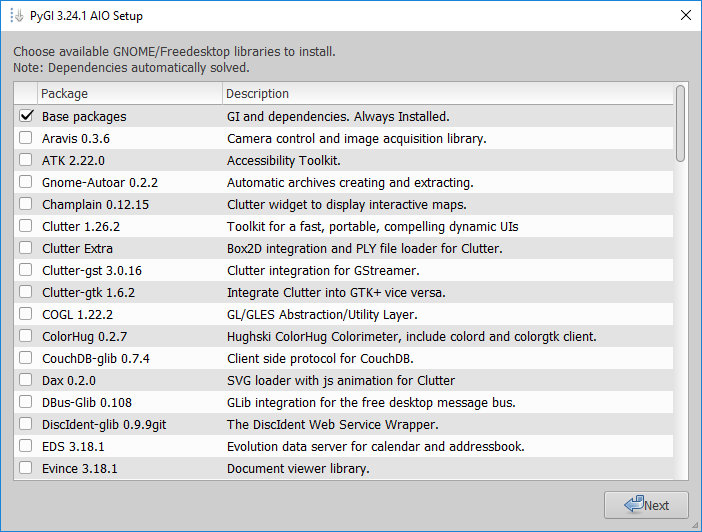 PyGI 3.24.1 AIO Setup
Choose available GNOME/Freedesktop libraries to install.
Note: Dependencies automatically solved.
Package Description
Base packages GI and dependencies. Always Installed.
Aravis 0.3.6 Camera control and image acquisition library.
ATK 2.22.0 Accessibility Toolkit.
Gnome-Autoar 0.2.2 Automatic archives creating and extracting.
Champlain 0.12.15 Clutter widget to display interactive maps.
Clutter 1.26.2 Toolkit for a fast, portable, compelling dynamic UIs
Clutter Extra Box2D integration and PLY file loader for Clutter.
Clutter-gst 3.0.16 Clutter integration for GStreamer.
Clutter-gtk 1.6.2 Integrate Clutter into GTK+ vice versa.
COGL 1.22.2 GL/GLES Abstraction/Utility Layer.
ColorHug 0.2.7 Hughski ColorHug Colorimeter, include colord and colorgtk client.
CouchDB-glib 0.7.4 Client side protocol for CouchDB.
Dax 0.2.0 SVG loader with js animation for Clutter
DBus-Glib 0.108 GLib integration for the free desktop message bus.
DiscIdent-glib 0.9.9git The DiscIdent Web Service Wrapper.
EDS 3.18.1 Evolution data server for calendar and addressbook.
Evince 3.18.1 Document viewer library.
Next